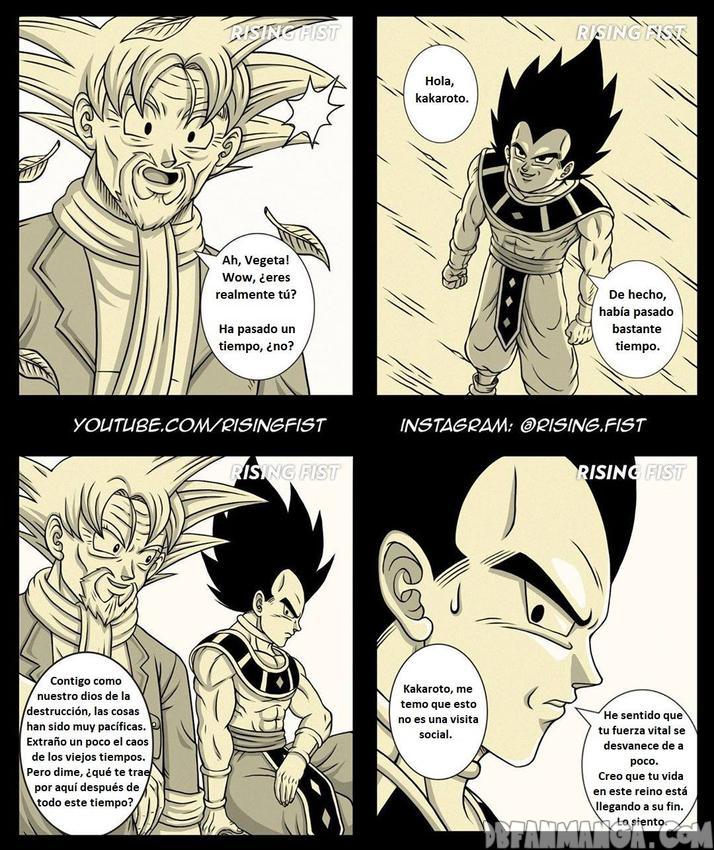 RISING FIST
Ah, Vegeta!
Wow, ¿eres
realmente tú?
Ha pasado un
tiempo, ¿no?
RISING FIST
Hola,
kakaroto.
De hecho,
había pasado
bastante
tiempo.
YOUTUBE.COM/RISINGFIST
INSTAGRAM: @RISING.FIST
RISING FIST
Contigo como
nuestro dios de la
destrucción, las cosas
han sido muy pacíficas.
Extraño un poco el caos
de los viejos tiempos.
Pero dime, ¿qué te trae
por aquí después de
todo este tiempo?
RISING FIST
Kakaroto, me
temo que esto
no es una visita
social.
He sentido que
tu fuerza vital se
desvanece de a
poco.
Creo que tu vida
en este reino está
llegando a su fin.
Lo siento.
DBFANMANGA.COM